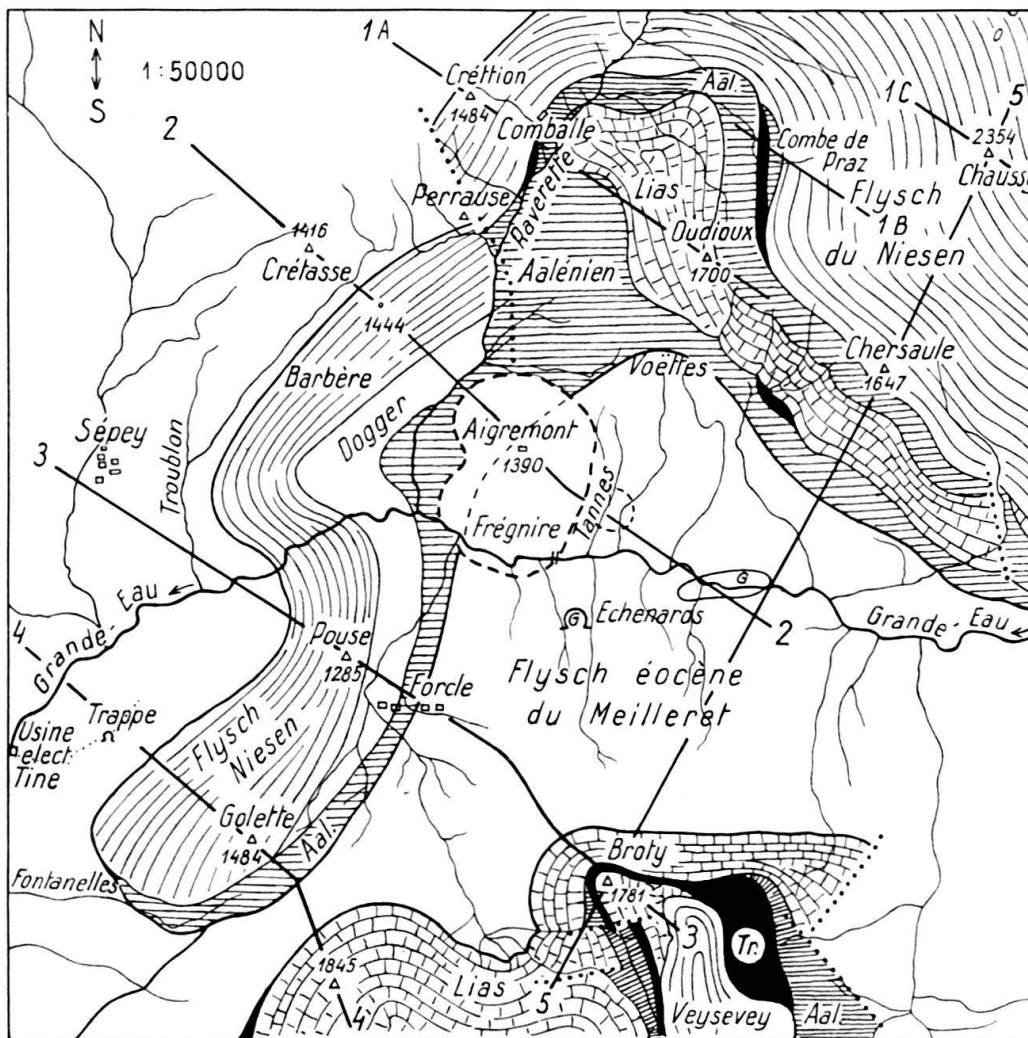 N
S
1:50000
1A
Crétion
1484
Comballe
Perrause
Raverette
Aal.
Combe de
Praz
1C
5
2354
Chauss
Flysch
1B
du Niesen
Lias
Oudioux
1700
Aalénien
2
1416
Crétasse
1444
Barbère
Dogger
Voëttes
Chersaule
1647
Sépey
3
Troublon
Aigremont
1390
Frégnire
Tannes
G
2
Grande-Eau
Grande-Eau
G
Echenards
Flysch éocène
du Meilleret
4
Pouse
1285
Forcle
Trappe
Usine
elect.
Tine
Flysch
Niesen
Golette
1484
Aal.
Fontanelles
Broty
1781
3
Tr.
1845
4
Lias
5
Veysevey
Aal.